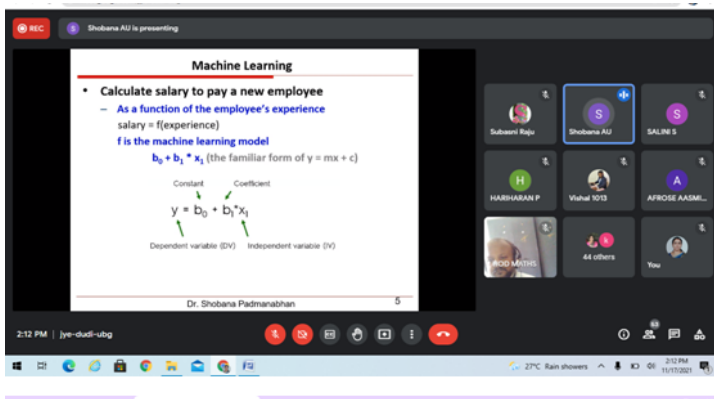 REC
S Shobana AU is presenting
Machine Learning
• Calculate salary to pay a new employee
– As a function of the employee's experience
salary = f(experience)
f is the machine learning model
b₀ + b₁ * x₁ (the familiar form of y = mx + c)
Constant Coefficient
y = b₀ + b₁*x₁
Dependent variable (DV) Independent variable (IV)
Dr. Shobana Padmanabhan 5
Subasni Raju
S
Shobana AU
S
SALINI S
H
HARIHARAN P
Vishal 1013
A
AFROSE AASMI...
HOD MATHS
44 others
You
2:12 PM | jye-dudi-ubg
53
27°C Rain showers
2:12 PM
11/17/2021